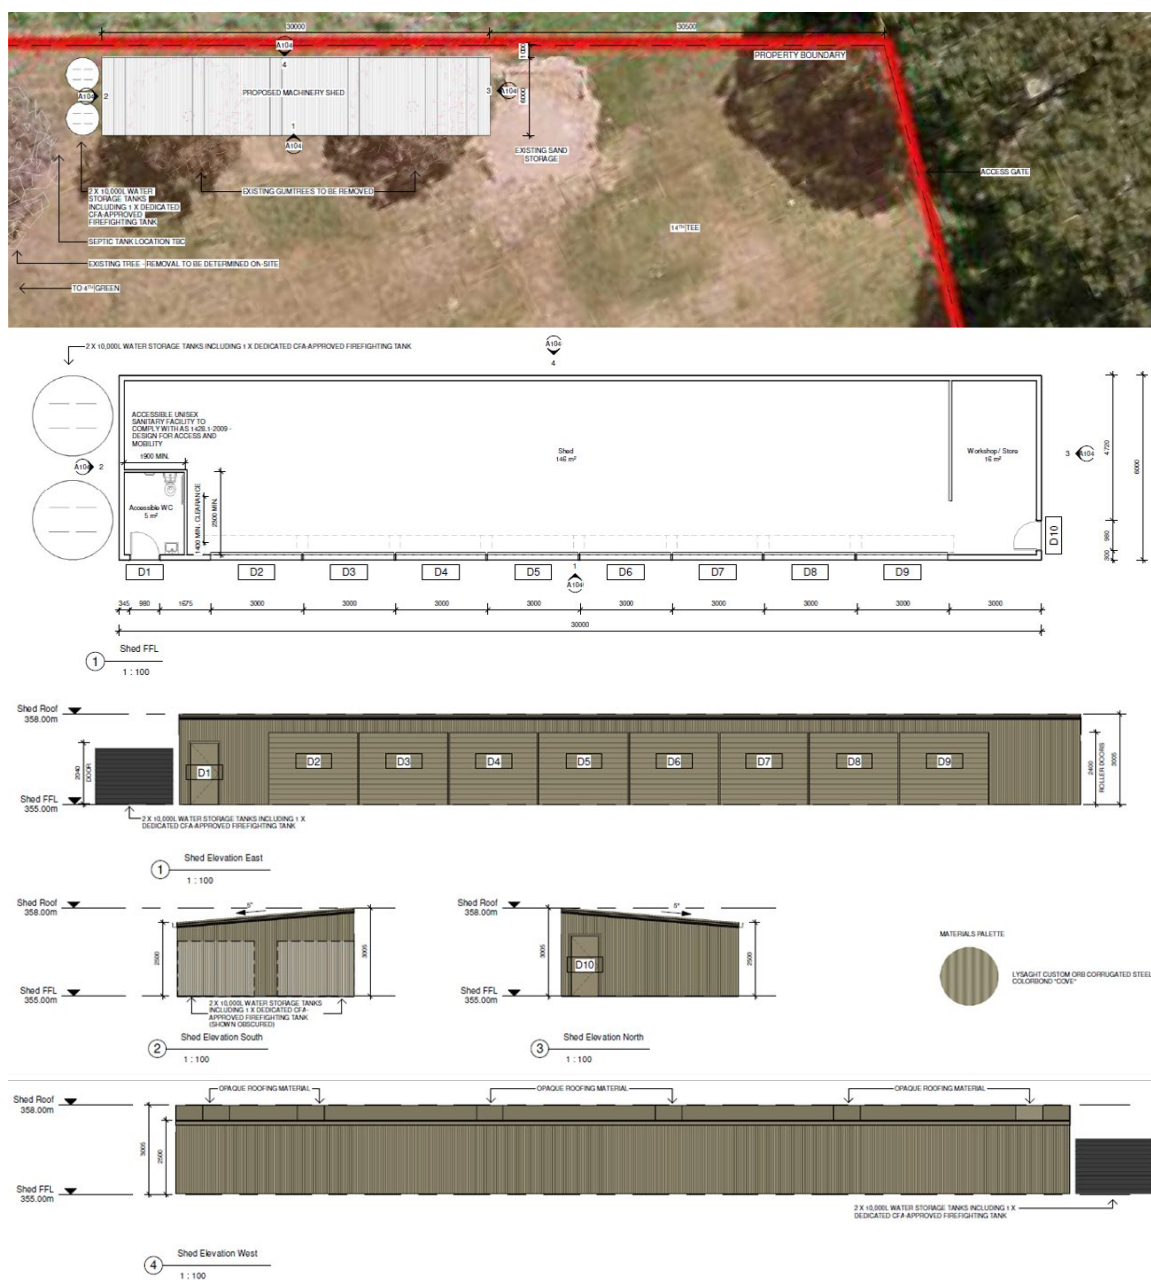 30000
30500
A104
4
1000
PROPERTY BOUNDARY
PROPOSED MACHINERY SHED
A104
2
3
A104
6000
1
A104
EXISTING SAND
STORAGE
ACCESS GATE
2 X 10,000L WATER
STORAGE TANKS
INCLUDING 1 X DEDICATED
CFA-APPROVED
FIREFIGHTING TANK
EXISTING GUMTREES TO BE REMOVED
14TH TEE
SEPTIC TANK LOCATION TBC
EXISTING TREE - REMOVAL TO BE DETERMINED ON-SITE
TO 4TH GREEN
2 X 10,000L WATER STORAGE TANKS INCLUDING 1 X DEDICATED CFA-APPROVED FIREFIGHTING TANK
A104
4
ACCESSIBLE UNISEX
SANITARY FACILITY TO
COMPLY WITH AS 1428.1-2009 -
DESIGN FOR ACCESS AND
MOBILITY
1900 MIN.
Shed
146 m²
Workshop / Store
16 m²
A104
2
3
A104
4720
6000
Accessible WC
5 m²
1400 MIN. CLEARANCE
2500 MIN.
980
300
D10
D1
D2
D3
D4
D5
1
A104
D6
D7
D8
D9
345
980
1675
3000
3000
3000
3000
3000
3000
3000
3000
3000
30000
1
Shed FFL
1 : 100
Shed Roof
358.00m
2040
DOOR
D1
D2
D3
D4
D5
D6
D7
D8
D9
2400
ROLLER DOORS
3005
Shed FFL
355.00m
2 X 10,000L WATER STORAGE TANKS INCLUDING 1 X
DEDICATED CFA-APPROVED FIREFIGHTING TANK
1
Shed Elevation East
1 : 100
Shed Roof
358.00m
5°
2500
3005
Shed FFL
355.00m
2 X 10,000L WATER STORAGE TANKS
INCLUDING 1 X DEDICATED CFA-
APPROVED FIREFIGHTING TANK
(SHOWN OBSCURED)
2
Shed Elevation South
1 : 100
Shed Roof
358.00m
5°
3005
D10
2500
Shed FFL
355.00m
3
Shed Elevation North
1 : 100
MATERIALS PALETTE
LYSAGHT CUSTOM ORB CORRUGATED STEEL
COLORBOND "COVE"
OPAQUE ROOFING MATERIAL
OPAQUE ROOFING MATERIAL
OPAQUE ROOFING MATERIAL
Shed Roof
358.00m
3005
2500
Shed FFL
355.00m
2 X 10,000L WATER STORAGE TANKS INCLUDING 1 X
DEDICATED CFA-APPROVED FIREFIGHTING TANK
4
Shed Elevation West
1 : 100